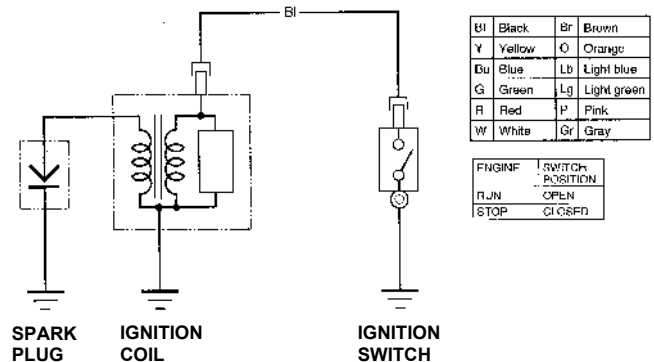 Bl
Bl Black Br Brown
Y Yellow O Orange
Bu Blue Lb Light blue
G Green Lg Light green
R Red P Pink
W White Gr Gray
ENGINE SWITCH POSITION
RUN OPEN
STOP CLOSED
SPARK PLUG
IGNITION COIL
IGNITION SWITCH